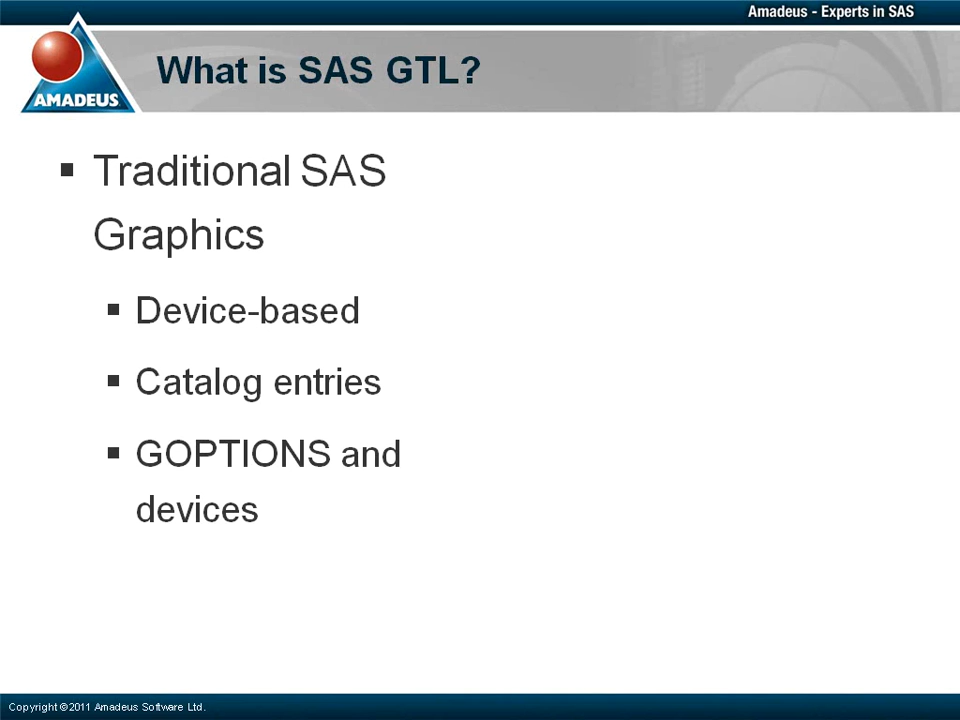 Amadeus - Experts in SAS
AMADEUS
What is SAS GTL?
▪ Traditional SAS
Graphics
▪ Device-based
▪ Catalog entries
▪ GOPTIONS and
devices
Copyright ©2011 Amadeus Software Ltd.